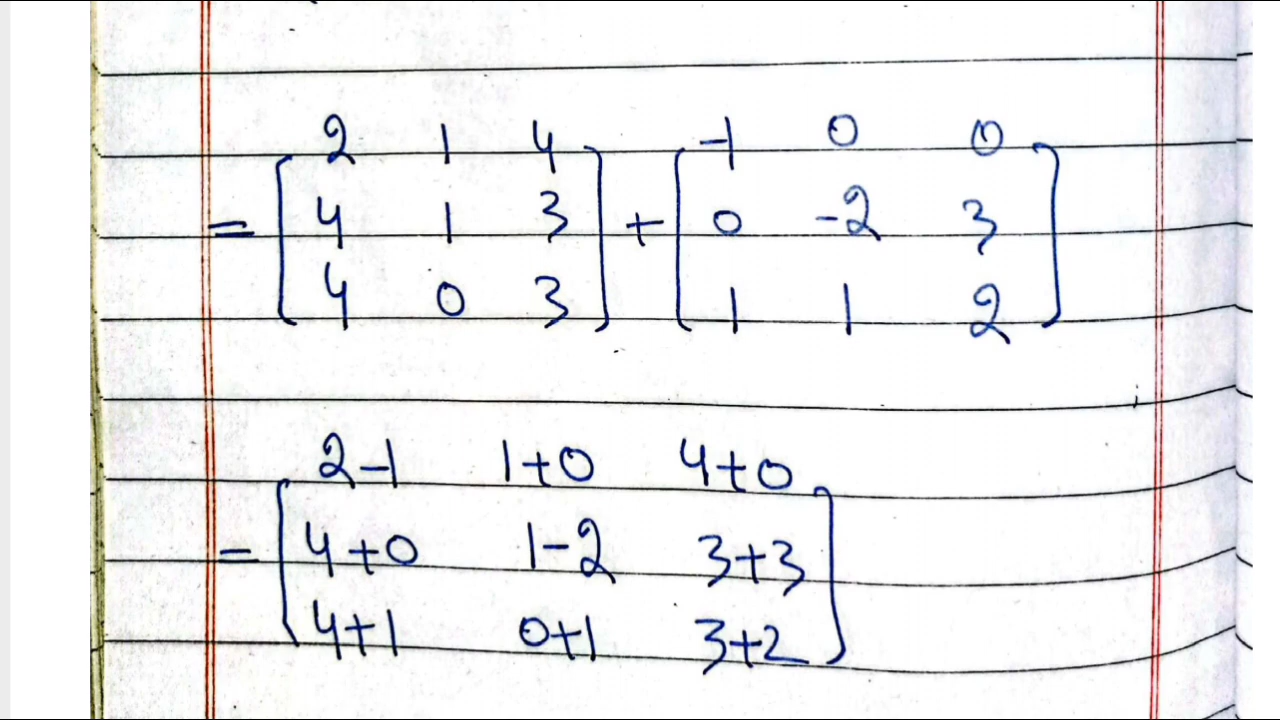 2 1 4 -1 0 0
= [ 4 1 3 ] + [ 0 -2 3 ]
4 0 3 1 1 2
2-1 1+0 4+0
= [ 4+0 1-2 3+3 ]
4+1 0+1 3+2